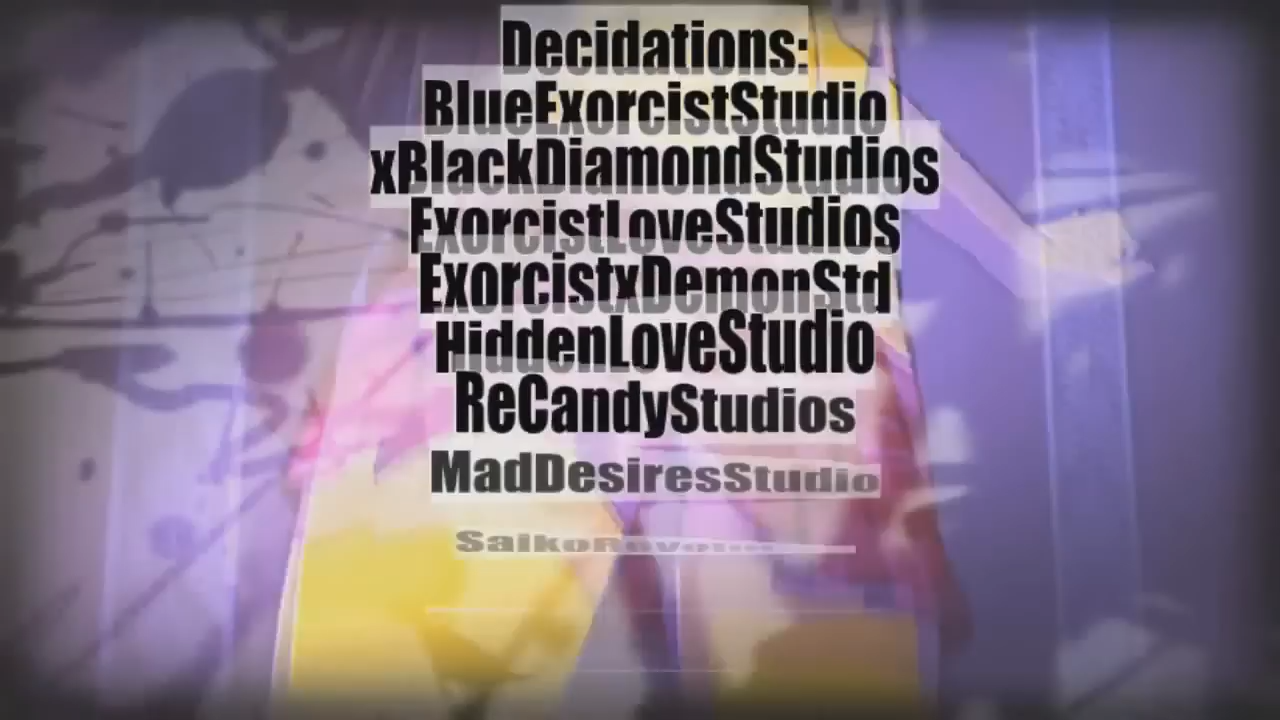 Decidations:
BlueExorcistStudio
xBlackDiamondStudios
ExorcistLoveStudios
ExorcistxDemonStd
HiddenLoveStudio
ReCandyStudios
MadDesiresStudio